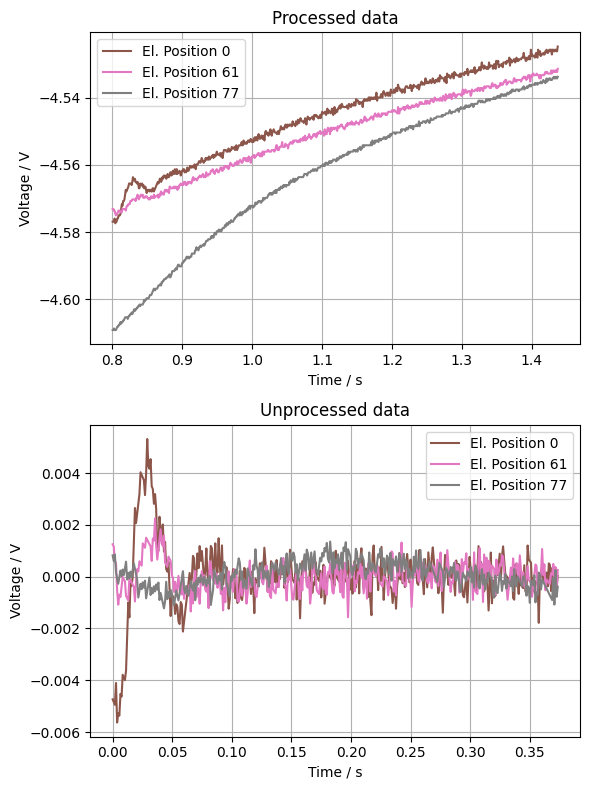 Processed data
El. Position 0
El. Position 61
El. Position 77
Voltage / V
−4.54
−4.56
−4.58
−4.60
0.8 0.9 1.0 1.1 1.2 1.3 1.4
Time / s
Unprocessed data
El. Position 0
El. Position 61
El. Position 77
Voltage / V
0.004
0.002
0.000
−0.002
−0.004
−0.006
0.00 0.05 0.10 0.15 0.20 0.25 0.30 0.35
Time / s